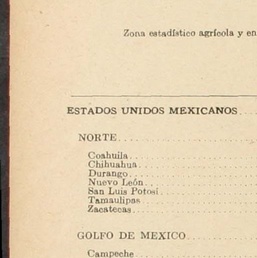 Zona estadístico agrícola y en
ESTADOS UNIDOS MEXICANOS....
NORTE....................
Coahuila..................
Chihuahua................
Durango..................
Nuevo León...............
San Luis Potosí...........
Tamaulipas...............
Zacatecas................
GOLFO DE MEXICO..........
Campeche